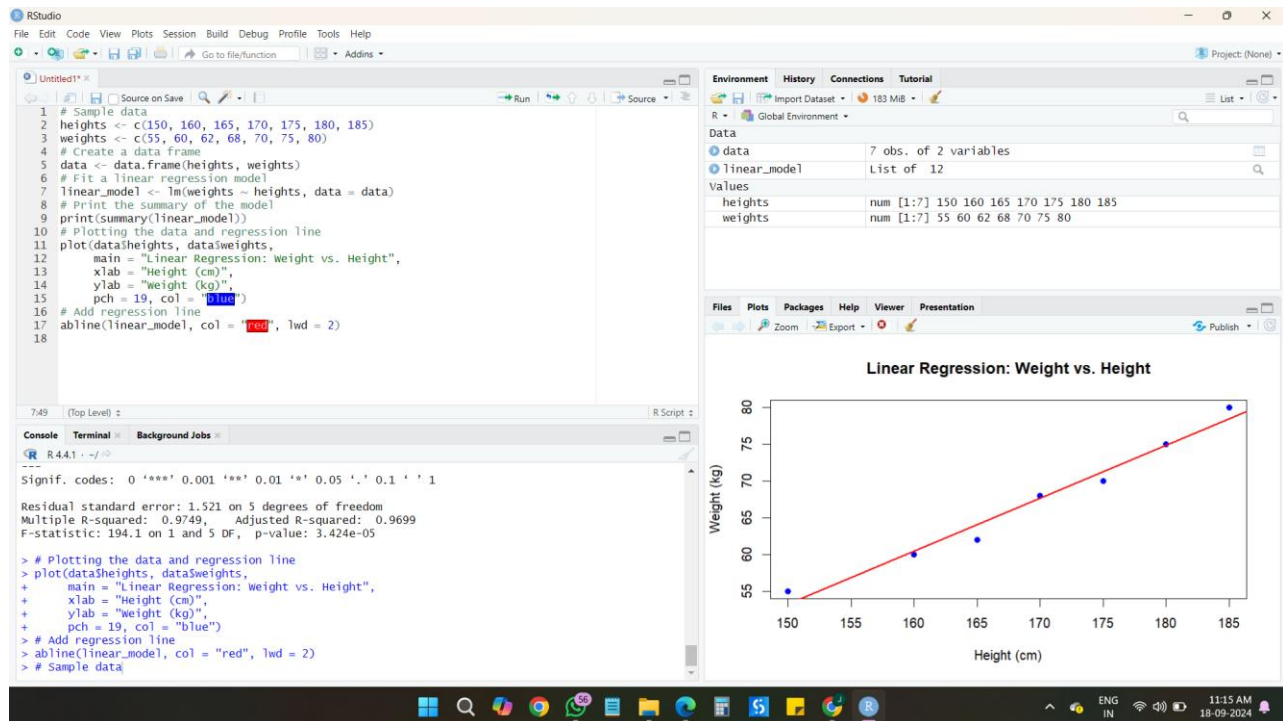 RStudio
File Edit Code View Plots Session Build Debug Profile Tools Help
Go to file/function Addins Project: (None)
Untitled1*
Source on Save Run Source
1 # Sample data
2 heights <- c(150, 160, 165, 170, 175, 180, 185)
3 weights <- c(55, 60, 62, 68, 70, 75, 80)
4 # Create a data frame
5 data <- data.frame(heights, weights)
6 # Fit a linear regression model
7 linear_model <- lm(weights ~ heights, data = data)
8 # Print the summary of the model
9 print(summary(linear_model))
10 # Plotting the data and regression line
11 plot(data$heights, data$weights,
12 main = "Linear Regression: Weight vs. Height",
13 xlab = "Height (cm)",
14 ylab = "Weight (kg)",
15 pch = 19, col = "blue")
16 # Add regression line
17 abline(linear_model, col = "red", lwd = 2)
18
7:49 (Top Level) R Script
Console Terminal Background Jobs
R 4.4.1 · ~/
---
Signif. codes: 0 ‘***’ 0.001 ‘**’ 0.01 ‘*’ 0.05 ‘.’ 0.1 ‘ ’ 1
Residual standard error: 1.521 on 5 degrees of freedom
Multiple R-squared: 0.9749, Adjusted R-squared: 0.9699
F-statistic: 194.1 on 1 and 5 DF, p-value: 3.424e-05
> # Plotting the data and regression line
> plot(data$heights, data$weights,
+ main = "Linear Regression: Weight vs. Height",
+ xlab = "Height (cm)",
+ ylab = "Weight (kg)",
+ pch = 19, col = "blue")
> # Add regression line
> abline(linear_model, col = "red", lwd = 2)
> # Sample data
Environment History Connections Tutorial
Import Dataset 183 MiB List
R Global Environment
Data
data 7 obs. of 2 variables
linear_model List of 12
Values
heights num [1:7] 150 160 165 170 175 180 185
weights num [1:7] 55 60 62 68 70 75 80
Files Plots Packages Help Viewer Presentation
Zoom Export Publish
Linear Regression: Weight vs. Height
Weight (kg)
80
75
70
65
60
55
150 155 160 165 170 175 180 185
Height (cm)
56
ENG
IN
11:15 AM
18-09-2024